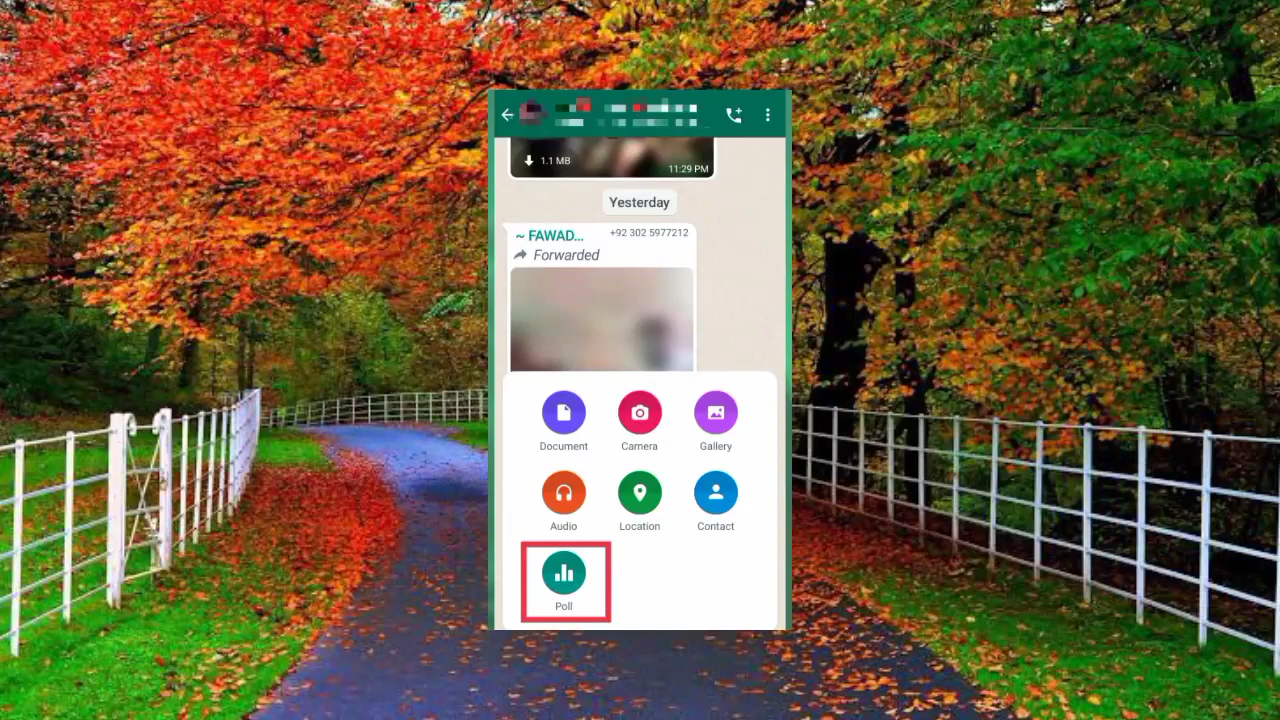 1.1 MB
11:29 PM
Yesterday
~ FAWAD... +92 302 5977212
Forwarded
Document Camera Gallery
Audio Location Contact
Poll